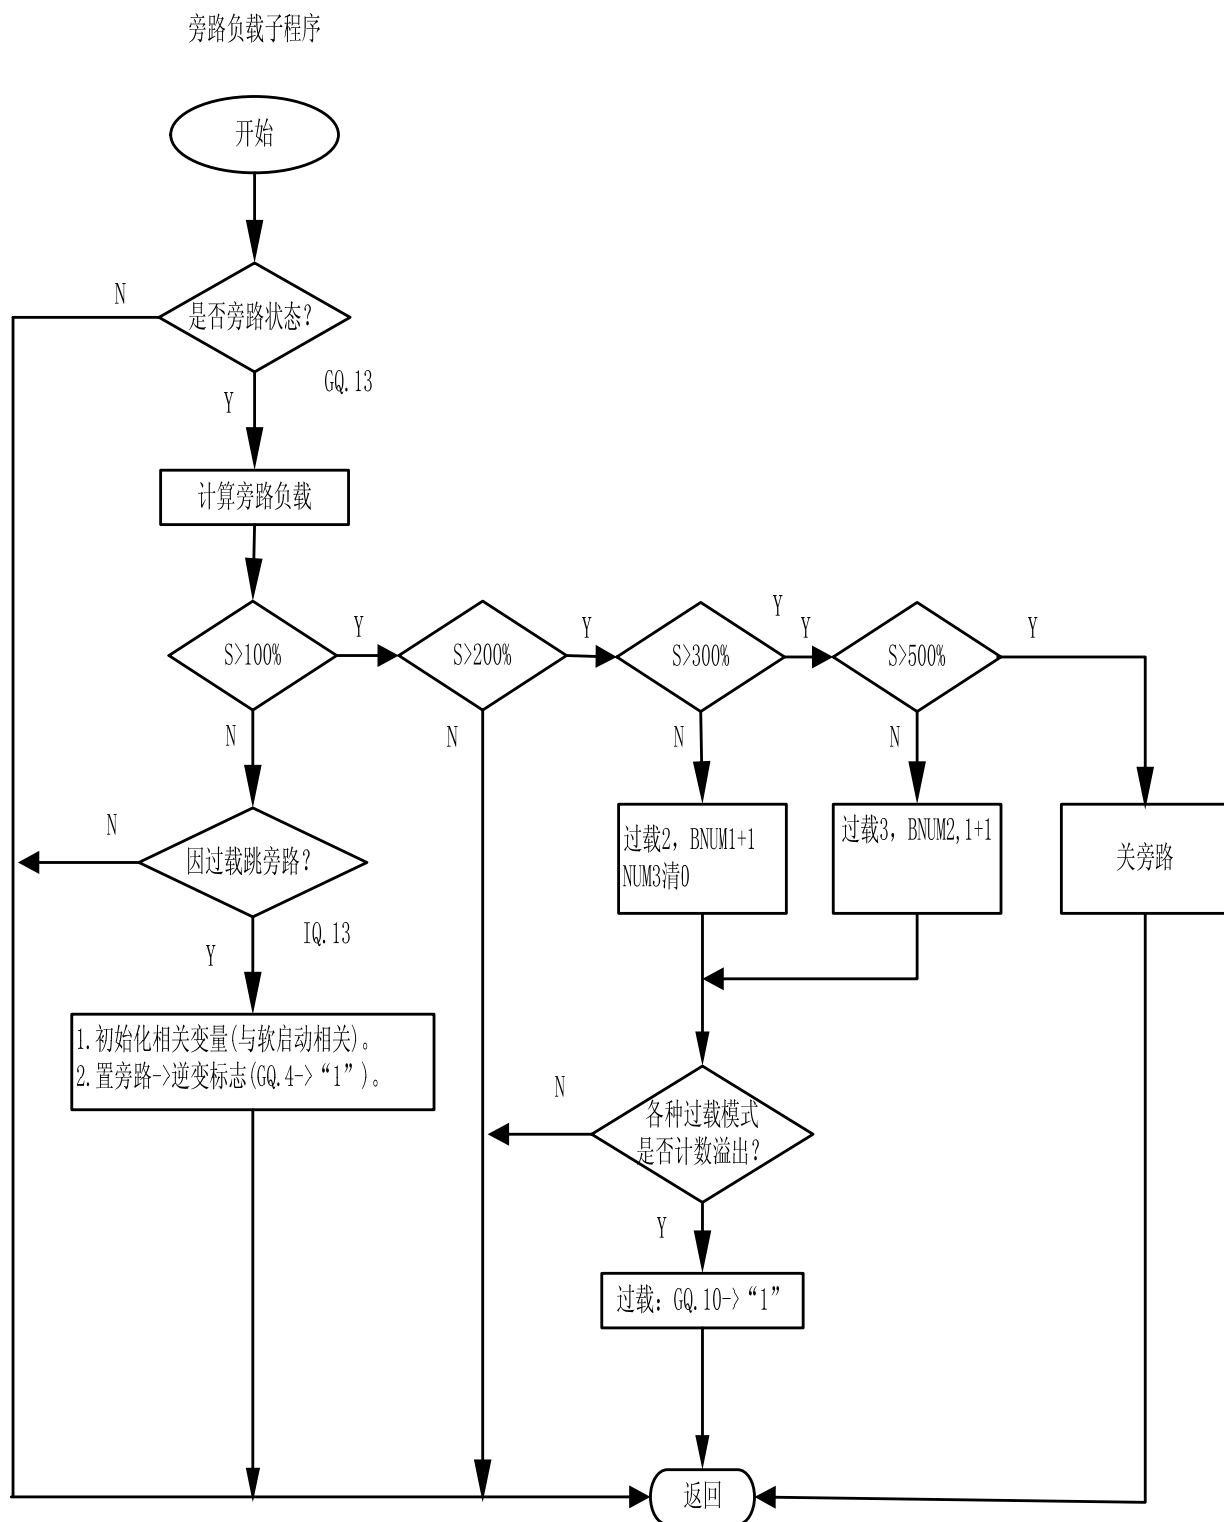 旁路负载子程序
开始
N
是否旁路状态?
GQ.13
Y
计算旁路负载
S>100%
Y
S>200%
Y
S>300%
Y
Y
S>500%
Y
N
N
N
N
N
因过载跳旁路?
IQ.13
Y
过载2, BNUM1+1
NUM3清0
过载3, BNUM2,1+1
关旁路
1.初始化相关变量(与软启动相关)。
2.置旁路->逆变标志(GQ.4->“1”)。
N
各种过载模式
是否计数溢出?
Y
过载: GQ.10->“1”
返回